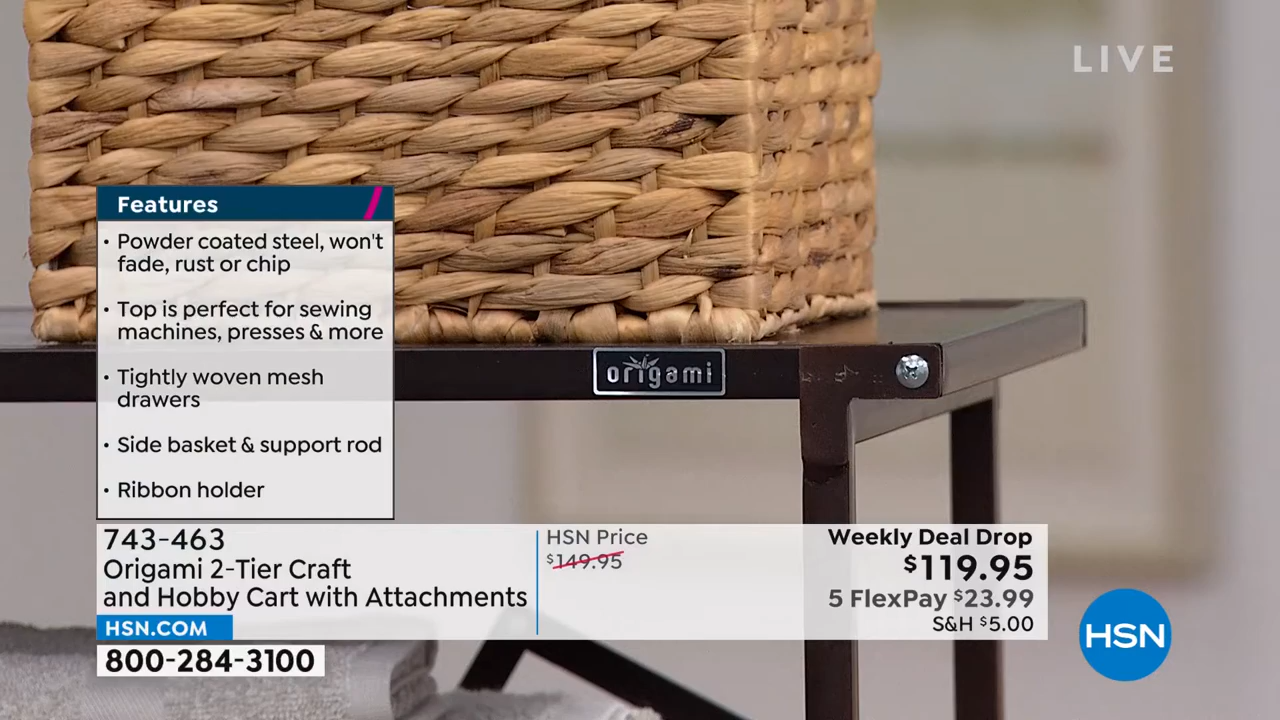 LIVE
Features
• Powder coated steel, won't
fade, rust or chip
• Top is perfect for sewing
machines, presses & more
• Tightly woven mesh
drawers
• Side basket & support rod
• Ribbon holder
origami
743-463
Origami 2-Tier Craft
and Hobby Cart with Attachments
HSN.COM
800-284-3100
HSN Price
$149.95
Weekly Deal Drop
$119.95
5 FlexPay $23.99
S&H $5.00
HSN